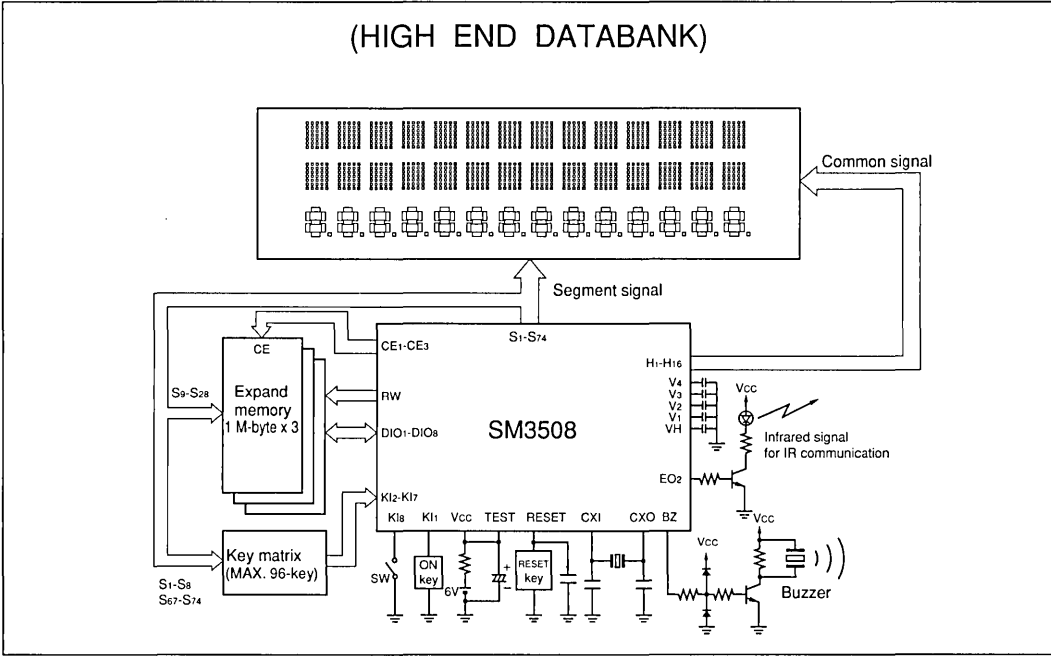 (HIGH END DATABANK)
Common signal
Segment signal
S1-S74
CE1-CE3
H1-H16
CE
S9-S28
Expand
memory
1 M-byte x 3
RW
DIO1-DIO8
SM3508
V4
V3
V2
V1
VH
Vcc
Infrared signal
for IR communication
EO2
KI2-KI7
KI8
KI1
Vcc
TEST
RESET
CXI
CXO
BZ
Key matrix
(MAX. 96-key)
S1-S8
S67-S74
SW
ON
key
6V
+
−
RESET
key
Vcc
Vcc
Buzzer